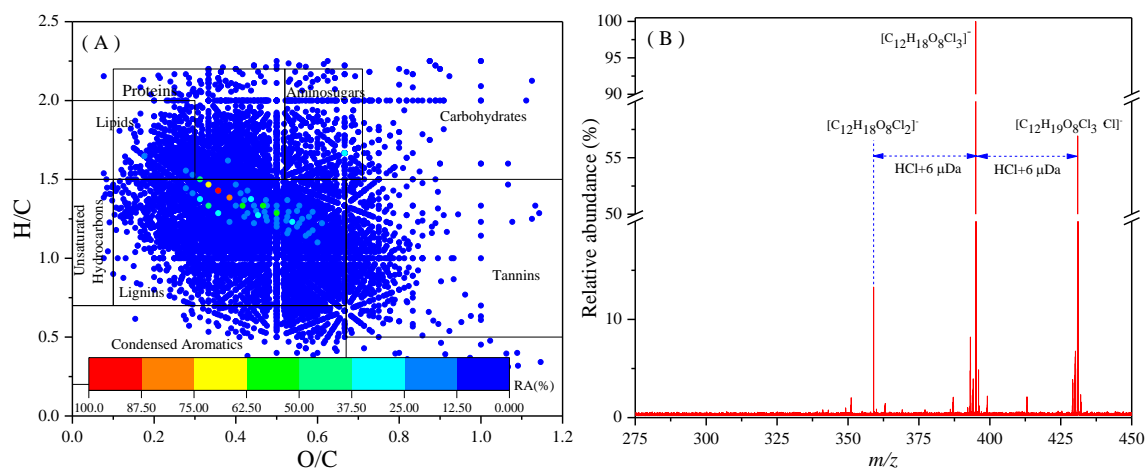 ( A )
2.5
2.0
1.5
1.0
0.5
0.0
H/C
Proteins
Aminosugars
Carbohydrates
Lipids
Unsaturated
Hydrocarbons
Lignins
Tannins
Condensed Aromatics
RA(%)
100.0 87.50 75.00 62.50 50.00 37.50 25.00 12.50 0.000
0.0 0.2 0.4 0.6 0.8 1.0 1.2
O/C
( B )
100
95
90
55
50
10
0
Relative abundance (%)
[C12H18O8Cl3]-
[C12H18O8Cl2]-
[C12H19O8Cl3 Cl]-
HCl+6 μDa
HCl+6 μDa
275 300 325 350 375 400 425 450
m/z